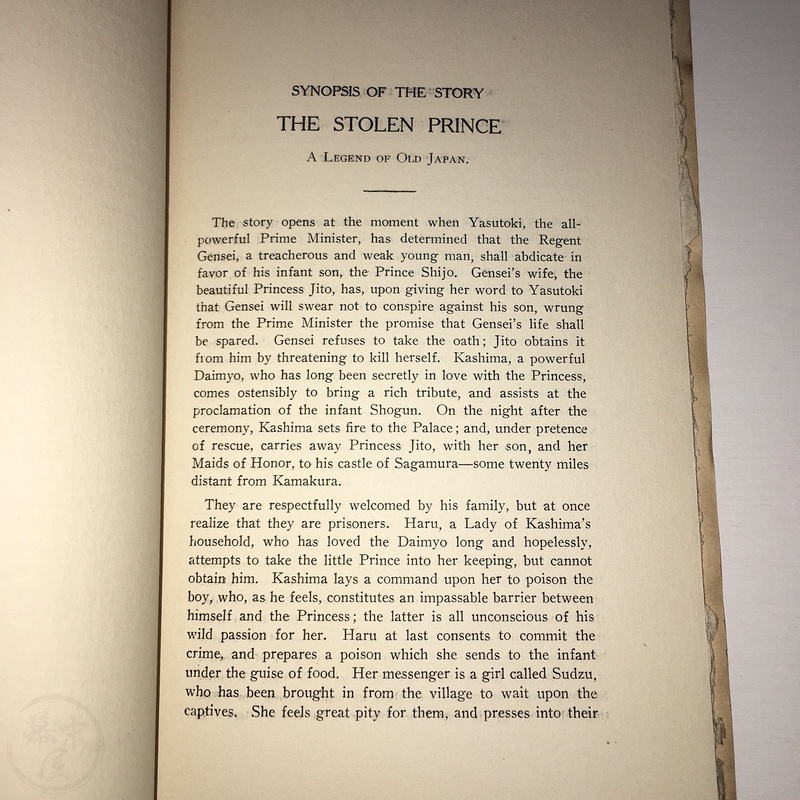 SYNOPSIS OF THE STORY
THE STOLEN PRINCE
A Legend of Old Japan.
The story opens at the moment when Yasutoki, the all-
powerful Prime Minister, has determined that the Regent
Gensei, a treacherous and weak young man, shall abdicate in
favor of his infant son, the Prince Shijo. Gensei's wife, the
beautiful Princess Jito, has, upon giving her word to Yasutoki
that Gensei will swear not to conspire against his son, wrung
from the Prime Minister the promise that Gensei's life shall
be spared. Gensei refuses to take the oath; Jito obtains it
from him by threatening to kill herself. Kashima, a powerful
Daimyo, who has long been secretly in love with the Princess,
comes ostensibly to bring a rich tribute, and assists at the
proclamation of the infant Shogun. On the night after the
ceremony, Kashima sets fire to the Palace; and, under pretence
of rescue, carries away Princess Jito, with her son, and her
Maids of Honor, to his castle of Sagamura—some twenty miles
distant from Kamakura.
They are respectfully welcomed by his family, but at once
realize that they are prisoners. Haru, a Lady of Kashima's
household, who has loved the Daimyo long and hopelessly,
attempts to take the little Prince into her keeping, but cannot
obtain him. Kashima lays a command upon her to poison the
boy, who, as he feels, constitutes an impassable barrier between
himself and the Princess; the latter is all unconscious of his
wild passion for her. Haru at last consents to commit the
crime, and prepares a poison which she sends to the infant
under the guise of food. Her messenger is a girl called Sudzu,
who has been brought in from the village to wait upon the
captives. She feels great pity for them, and presses into their
幕末屋